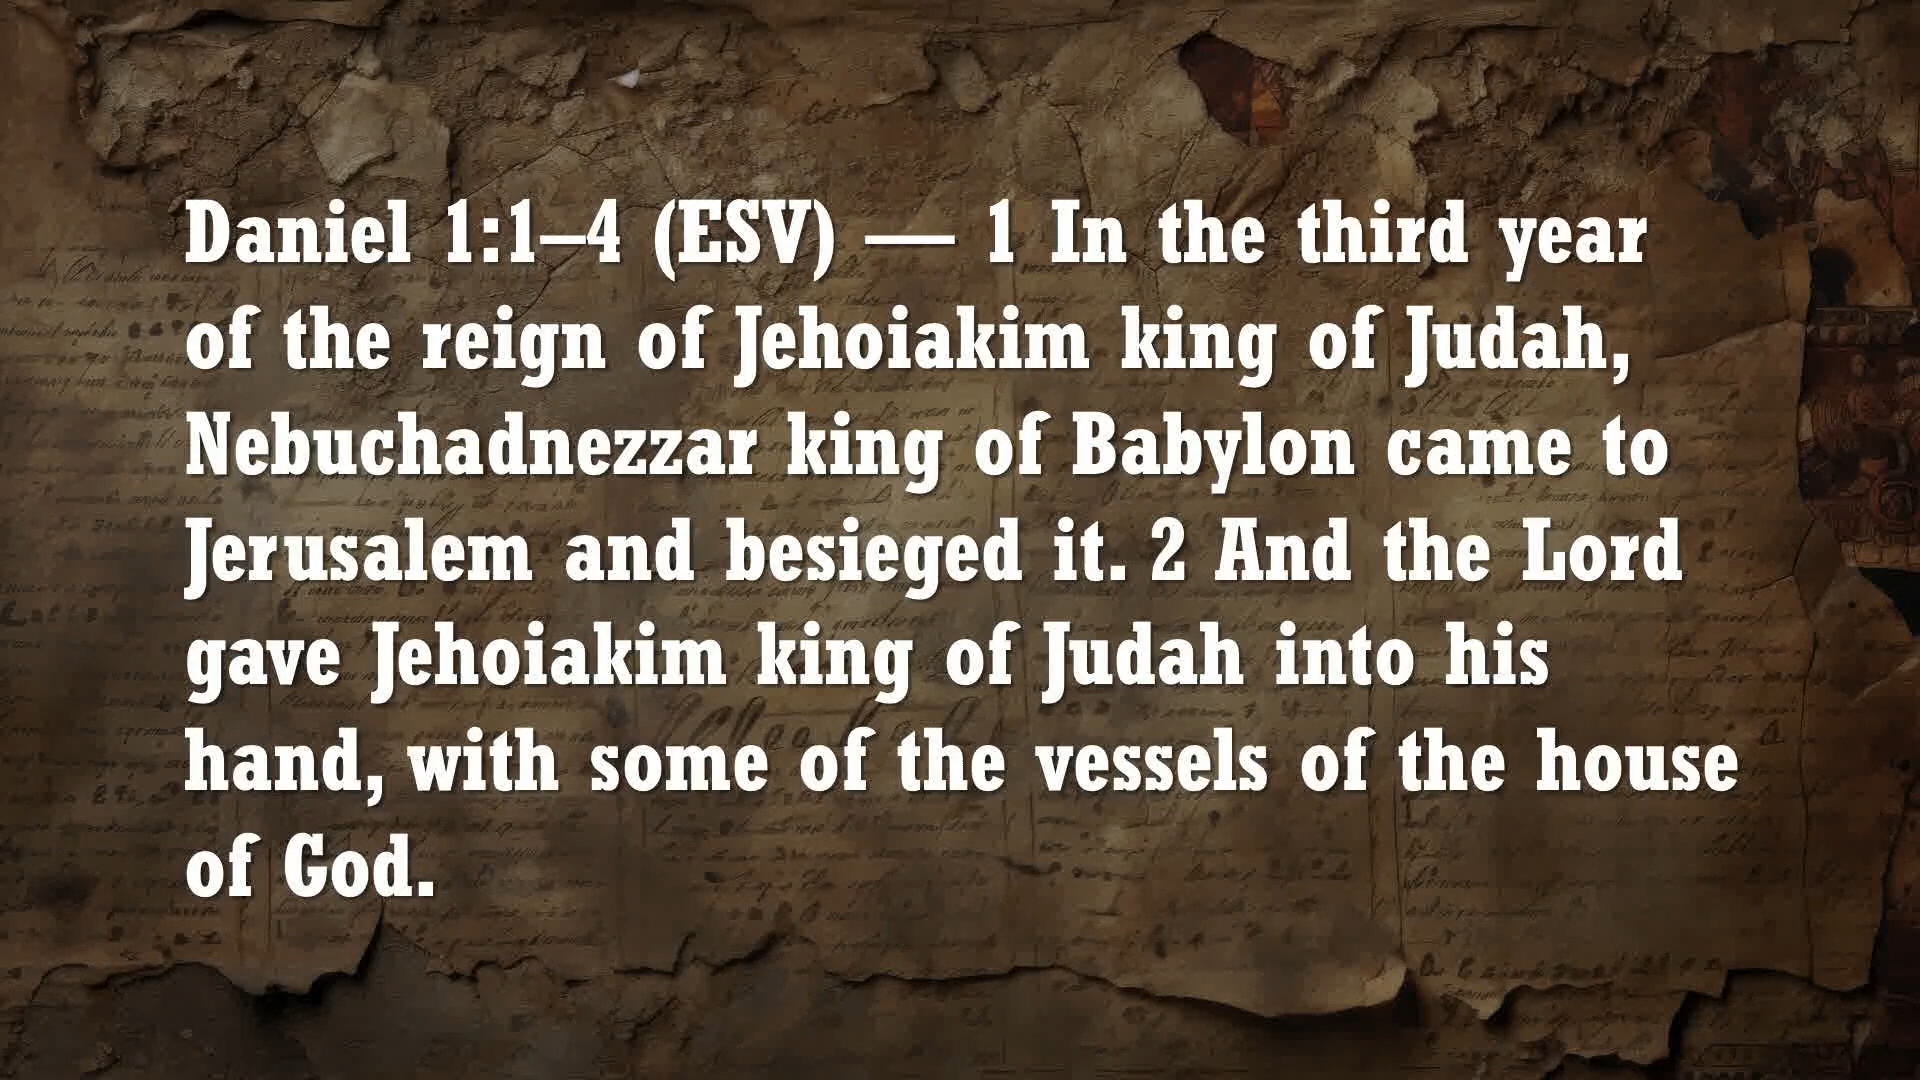 Daniel 1:1–4 (ESV) — 1 In the third year
of the reign of Jehoiakim king of Judah,
Nebuchadnezzar king of Babylon came to
Jerusalem and besieged it. 2 And the Lord
gave Jehoiakim king of Judah into his
hand, with some of the vessels of the house
of God.